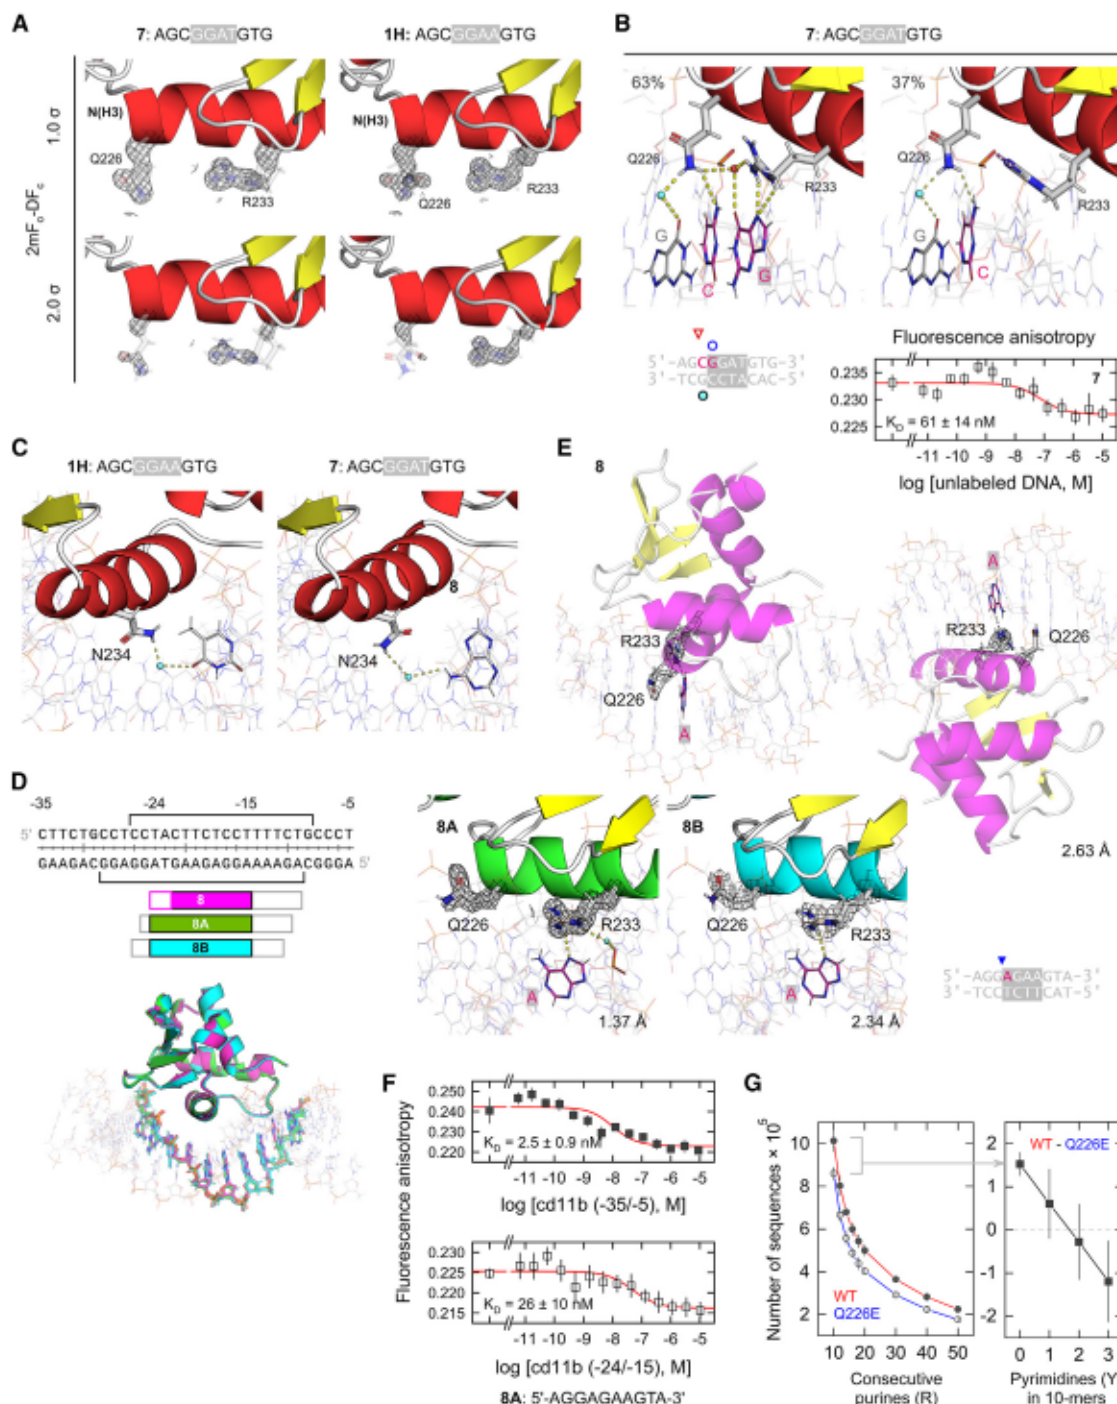 A
7: AGCGGATGTG
1H: AGCGGAAGTG
1.0 σ
2.0 σ
2mFo-DFc
N(H3)
Q226
R233
N(H3)
Q226
R233
B
7: AGCGGATGTG
63%
Q226
R233
G
C
G
37%
Q226
R233
G
C
5'-AGCGGATGTG-3'
3'-TCGCCTACAC-5'
Fluorescence anisotropy
0.235
0.230
0.225
7
KD = 61 ± 14 nM
-11 -10 -9 -8 -7 -6 -5
log [unlabeled DNA, M]
C
1H: AGCGGAAGTG
7: AGCGGATGTG
N234
8
N234
D
-35 -24 -15 -5
5' CTTCTGCCTCCTACTTCTCCTTTTCTGCCCT
GAAGACGGAGGATGAAGAGGAAAAGACGGGA 5'
8
8A
8B
E
8
R233
Q226
A
A
R233
Q226
2.63 Å
8A
Q226
R233
A
1.37 Å
8B
Q226
R233
A
2.34 Å
5'-AGGAGAAGTA-3'
3'-TCCTCTTCAT-5'
F
Fluorescence anisotropy
0.250
0.240
0.230
0.220
KD = 2.5 ± 0.9 nM
-11 -10 -9 -8 -7 -6 -5
log [cd11b (-35/-5), M]
0.230
0.225
0.220
0.215
KD = 26 ± 10 nM
-11 -10 -9 -8 -7 -6 -5
log [cd11b (-24/-15), M]
8A: 5'-AGGAGAAGTA-3'
G
Number of sequences × 10⁵
10
8
6
4
2
WT
Q226E
10 20 30 40 50
Consecutive
purines (R)
WT - Q226E
2
1
0
-1
-2
0 1 2 3
Pyrimidines (Y
in 10-mers